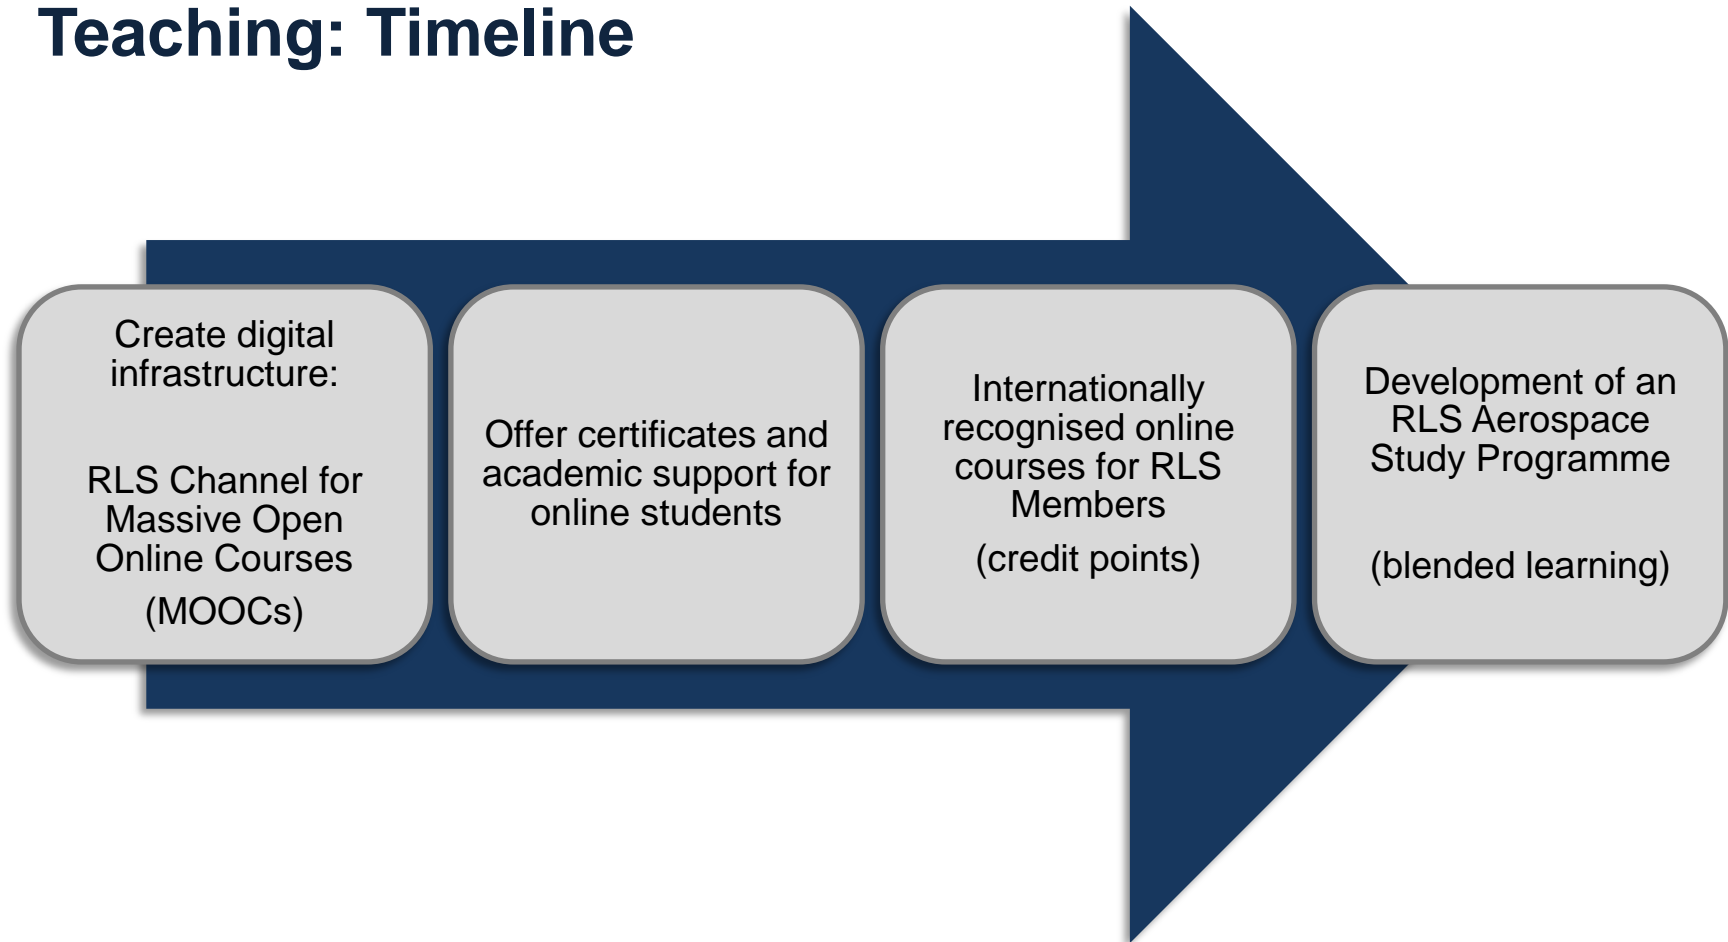 Teaching: Timeline
Create digital
infrastructure:
RLS Channel for
Massive Open
Online Courses
(MOOCs)
Offer certificates and
academic support for
online students
Internationally
recognised online
courses for RLS
Members
(credit points)
Development of an
RLS Aerospace
Study Programme
(blended learning)